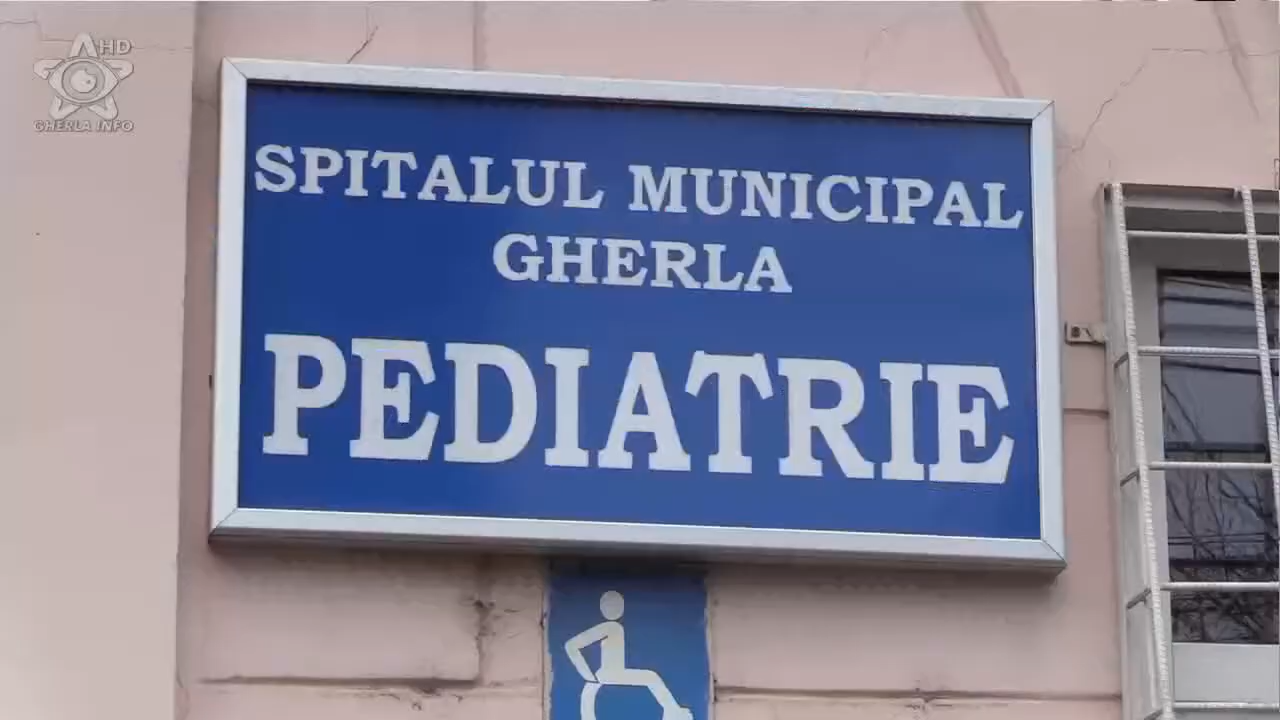 HD
GHERLA INFO
SPITALUL MUNICIPAL
GHERLA
PEDIATRIE